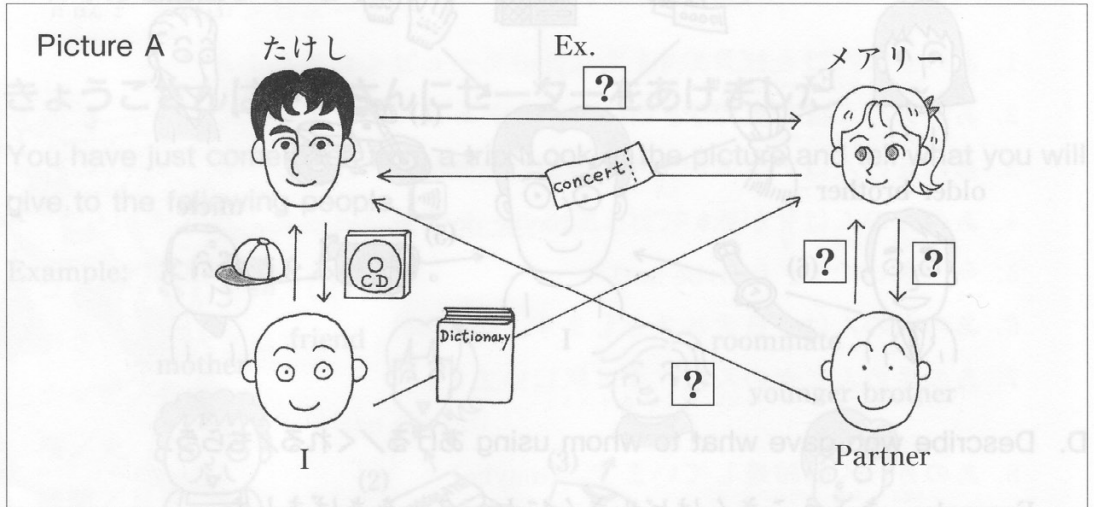 Picture A
たけし
Ex.
メアリー
?
concert
CD
?
?
Dictionary
?
I
Partner